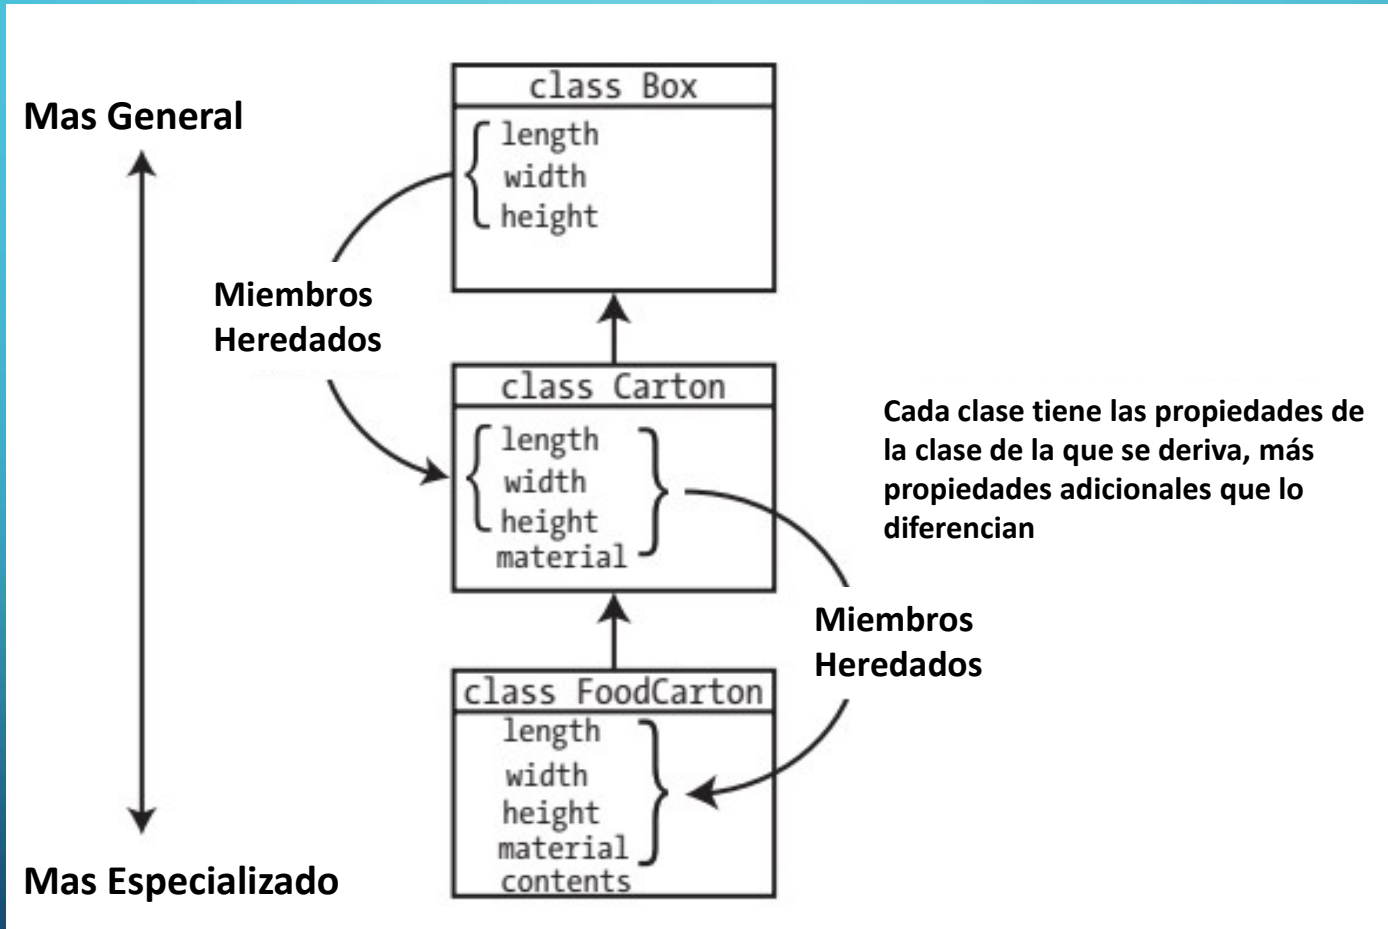 class Box
Mas General
length
width
height
Miembros
Heredados
class Carton
length
width
height
material
Cada clase tiene las propiedades de
la clase de la que se deriva, más
propiedades adicionales que lo
diferencian
Miembros
Heredados
class FoodCarton
length
width
height
material
contents
Mas Especializado